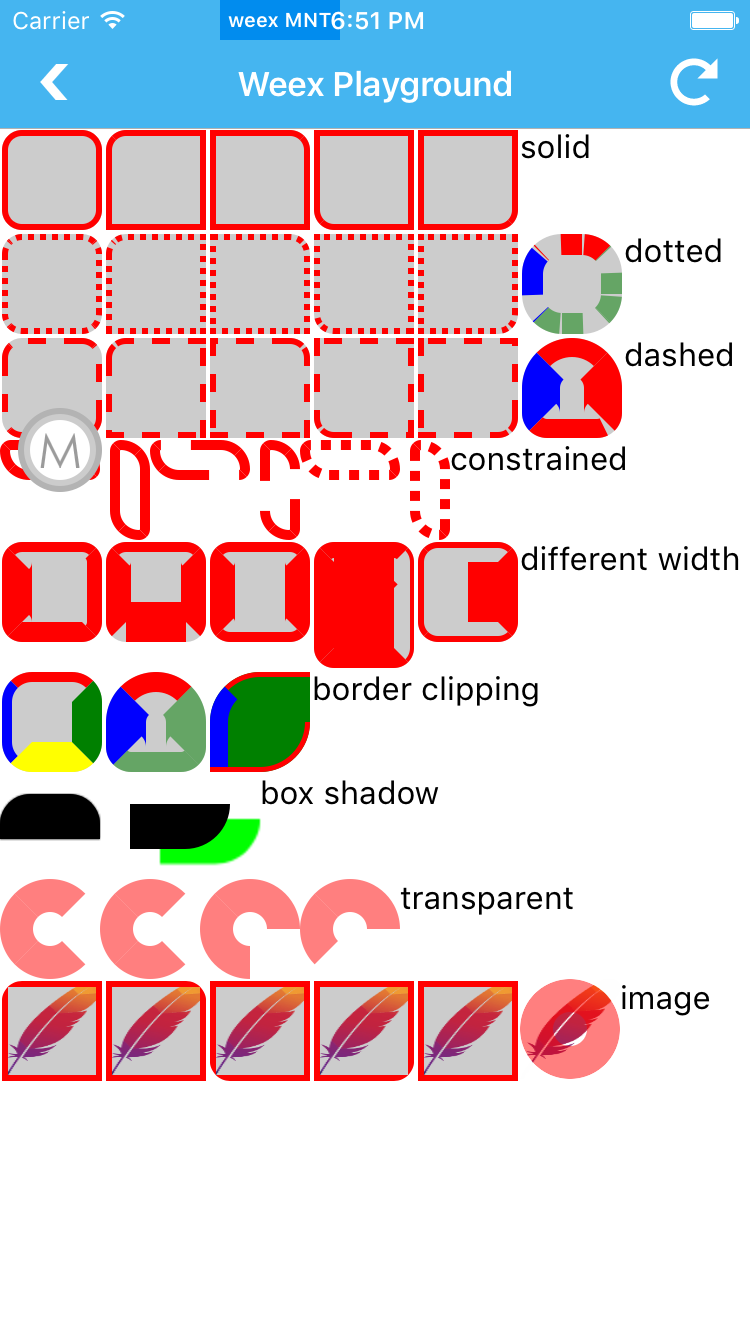 Carrier weex MNT 6:51 PM
Weex Playground
solid
dotted
dashed
M
constrained
different width
border clipping
box shadow
transparent
image